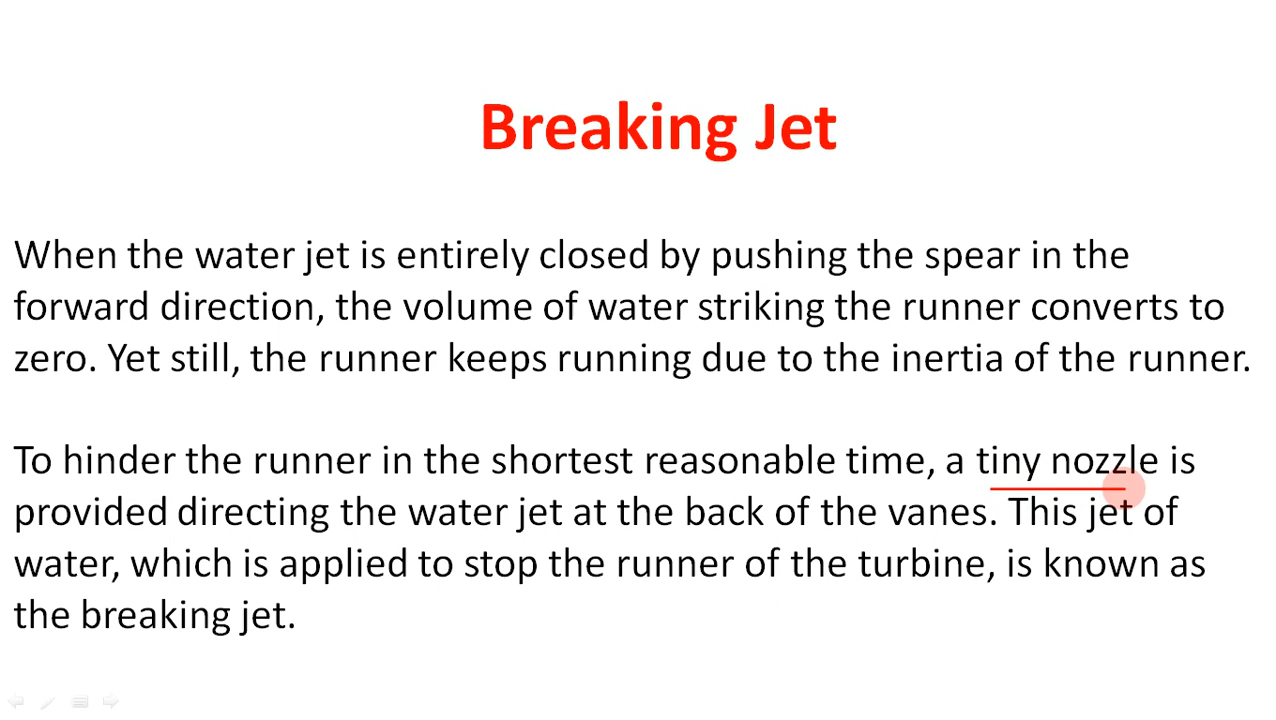 Breaking Jet
When the water jet is entirely closed by pushing the spear in the
forward direction, the volume of water striking the runner converts to
zero. Yet still, the runner keeps running due to the inertia of the runner.
To hinder the runner in the shortest reasonable time, a tiny nozzle is
provided directing the water jet at the back of the vanes. This jet of
water, which is applied to stop the runner of the turbine, is known as
the breaking jet.